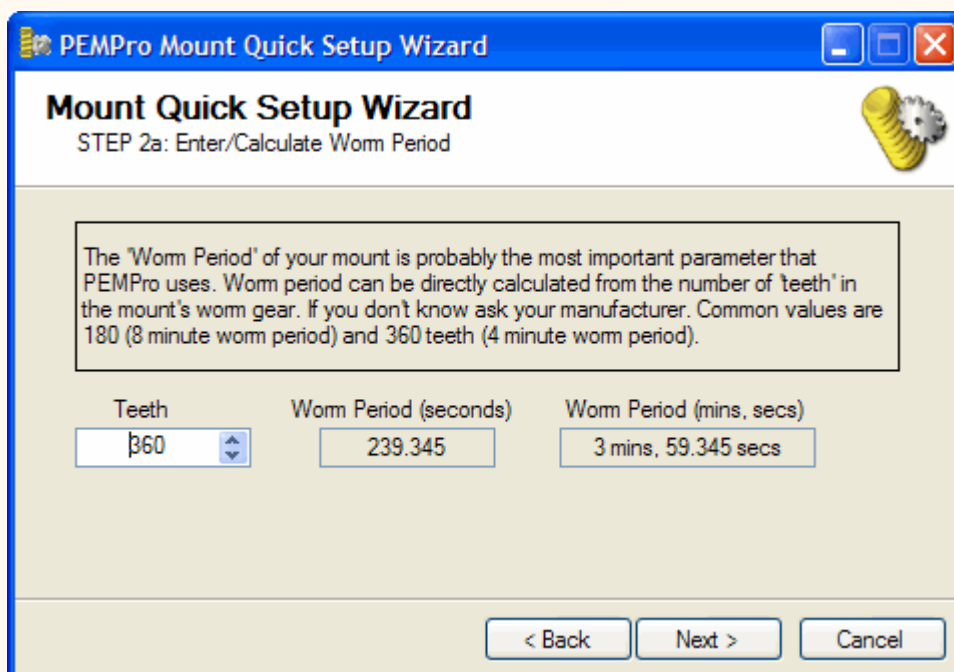 PEMPro Mount Quick Setup Wizard
Mount Quick Setup Wizard
STEP 2a: Enter/Calculate Worm Period
The "Worm Period" of your mount is probably the most important parameter that
PEMPro uses. Worm period can be directly calculated from the number of 'teeth' in
the mount's worm gear. If you don't know ask your manufacturer. Common values are
180 (8 minute worm period) and 360 teeth (4 minute worm period).
Teeth Worm Period (seconds) Worm Period (mins, secs)
360 239.345 3 mins, 59.345 secs
< Back Next > Cancel